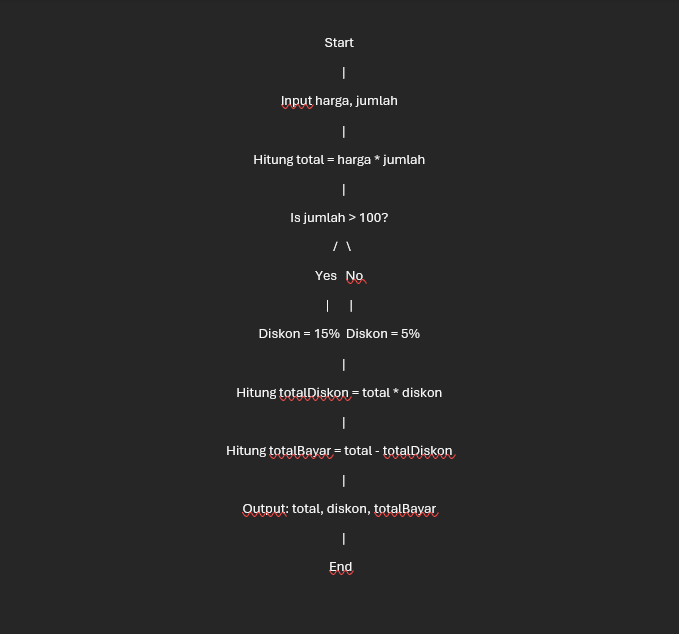 Start
|
Input harga, jumlah
|
Hitung total = harga * jumlah
|
Is jumlah > 100?
/ \
Yes No
| |
Diskon = 15% Diskon = 5%
|
Hitung totalDiskon = total * diskon
|
Hitung totalBayar = total - totalDiskon
|
Output: total, diskon, totalBayar
|
End